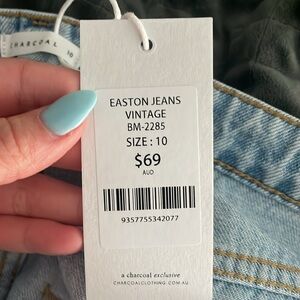 CHARCOAL 10
EASTON JEANS
VINTAGE
BM-2285
SIZE : 10
$69
AUD
9357755342077
a charcoal exclusive
CHARCOALCLOTHING.COM.AU